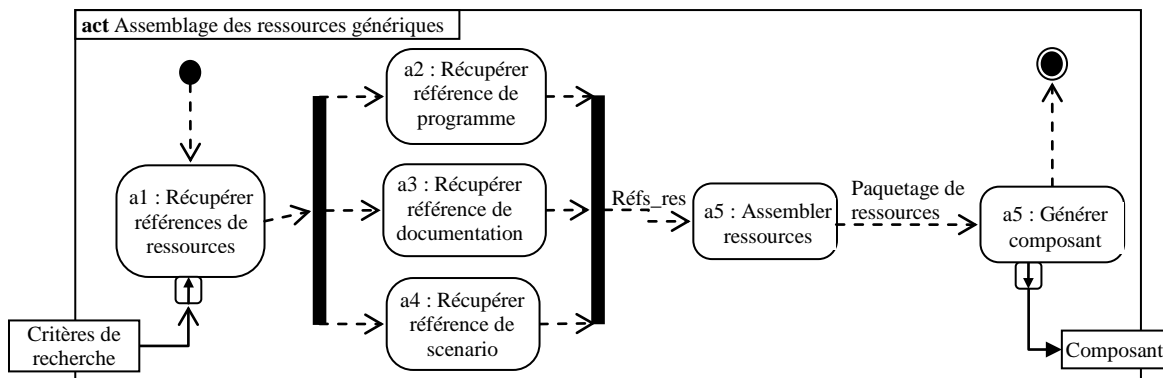 act Assemblage des ressources génériques
a2 : Récupérer
référence de
programme
a1 : Récupérer
références de
ressources
a3 : Récupérer
référence de
documentation
Réfs_res
a5 : Assembler
ressources
Paquetage de
ressources
a5 : Générer
composant
a4 : Récupérer
référence de
scenario
Critères de
recherche
Composant